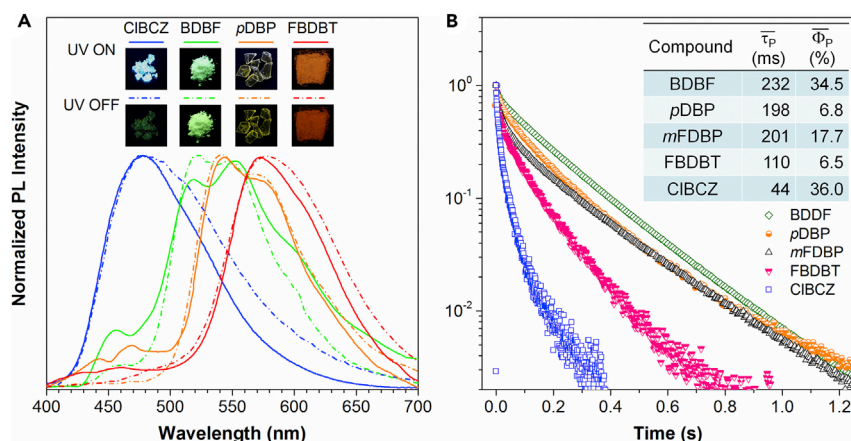 A
ClBCZ BDBF pDBP FBDBT
UV ON
UV OFF
Normalized PL Intensity
400 450 500 550 600 650 700
Wavelength (nm)
B
Compound τP (ms) ΦP (%)
BDBF 232 34.5
pDBP 198 6.8
mFDBP 201 17.7
FBDBT 110 6.5
ClBCZ 44 36.0
BDDF
pDBP
mFDBP
FBDBT
ClBCZ
10⁰
10⁻¹
10⁻²
0.0 0.2 0.4 0.6 0.8 1.0 1.2
Time (s)